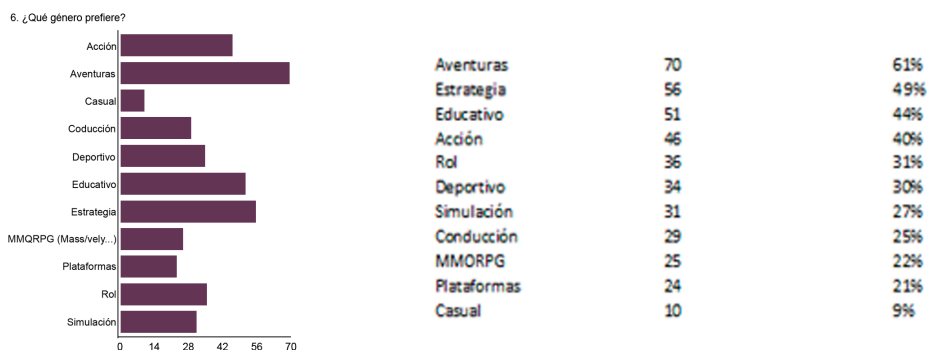 6. ¿Qué género prefiere?
Acción
Aventuras
Casual
Coducción
Deportivo
Educativo
Estrategia
MMQRPG (Mass/vely...)
Plataformas
Rol
Simulación
0 14 28 42 56 70
Aventuras 70 61%
Estrategia 56 49%
Educativo 51 44%
Acción 46 40%
Rol 36 31%
Deportivo 34 30%
Simulación 31 27%
Conducción 29 25%
MMORPG 25 22%
Plataformas 24 21%
Casual 10 9%